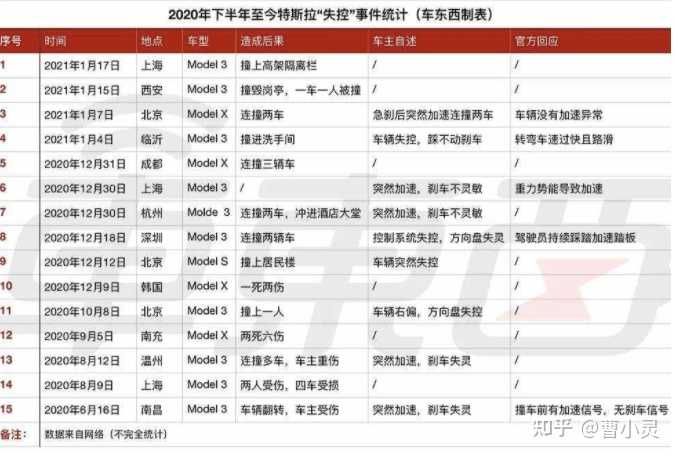 2020年下半年至今特斯拉“失控”事件统计（车东西制表）
序号 时间 地点 车型 造成后果 车主自述 官方回应
1 2021年1月17日 上海 Model 3 撞上高架隔离栏 / /
2 2021年1月15日 西安 Model 3 撞毁岗亭，一车一人被撞 / /
3 2021年1月7日 北京 Model X 连撞两车 急刹后突然加速连撞两车 车辆没有加速异常
4 2021年1月4日 临沂 Model 3 撞进洗手间 车辆失控，踩不动刹车 转弯车速过快且路滑
5 2020年12月31日 成都 Model X 连撞三辆车 / /
6 2020年12月30日 上海 Model 3 / 突然加速，刹车不灵敏 重力势能导致加速
7 2020年12月30日 杭州 Molde 3 连撞两车，冲进酒店大堂 突然加速，刹车不灵敏 /
8 2020年12月18日 深圳 Model 3 连撞两辆车 控制系统失控，方向盘失灵 驾驶员持续踩踏加速踏板
9 2020年12月12日 北京 Model S 撞上居民楼 车辆突然失控 /
10 2020年12月9日 韩国 Model X 一死两伤 / /
11 2020年10月8日 北京 Model 3 撞上一人 车辆右偏，方向盘失控 /
12 2020年9月5日 南充 Model X 两死六伤 / /
13 2020年8月12日 温州 Model 3 连撞多车，车主重伤 突然加速，刹车失灵 /
14 2020年8月9日 上海 Model 3 两人受伤，四车受损 / /
15 2020年6月16日 南昌 Model 3 车辆翻转，车主受伤 突然加速，刹车失灵 撞车前有加速信号，无刹车信号
备注： 数据来自网络（不完全统计）
知乎 @曹小灵